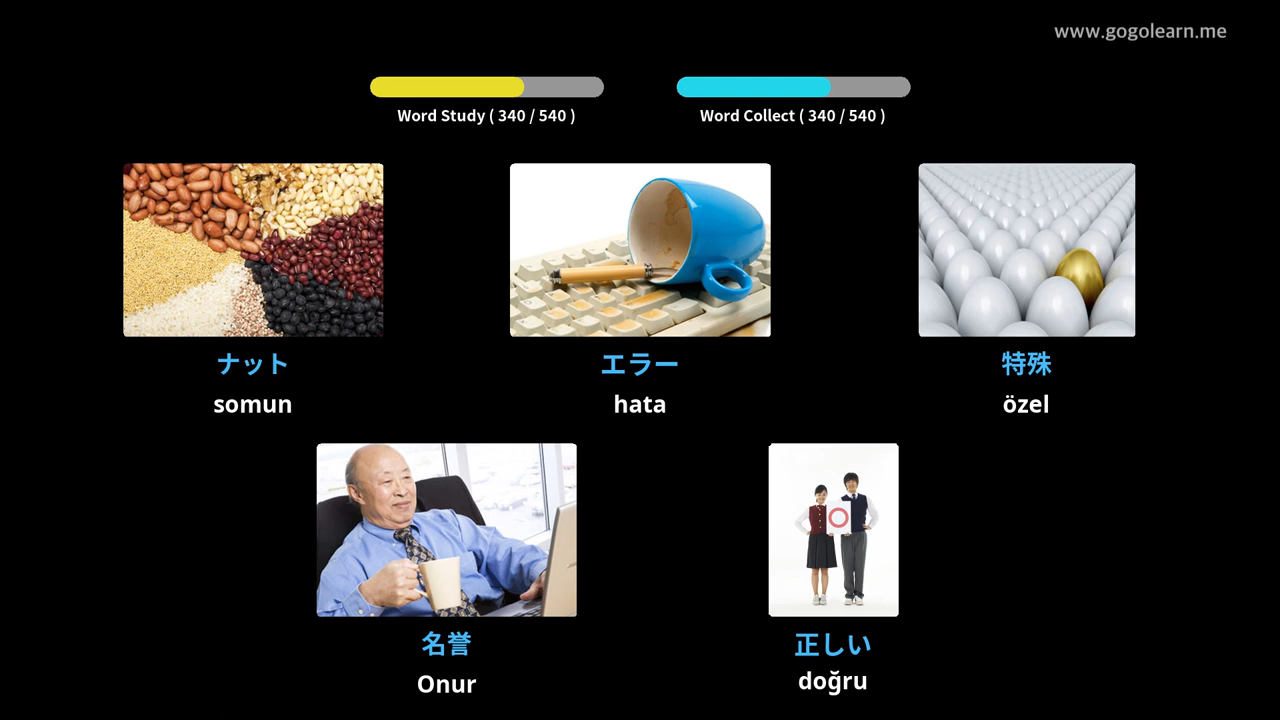 www.gogolearn.me
Word Study ( 340 / 540 )
Word Collect ( 340 / 540 )
ナット
somun
エラー
hata
特殊
özel
名誉
Onur
正しい
doğru